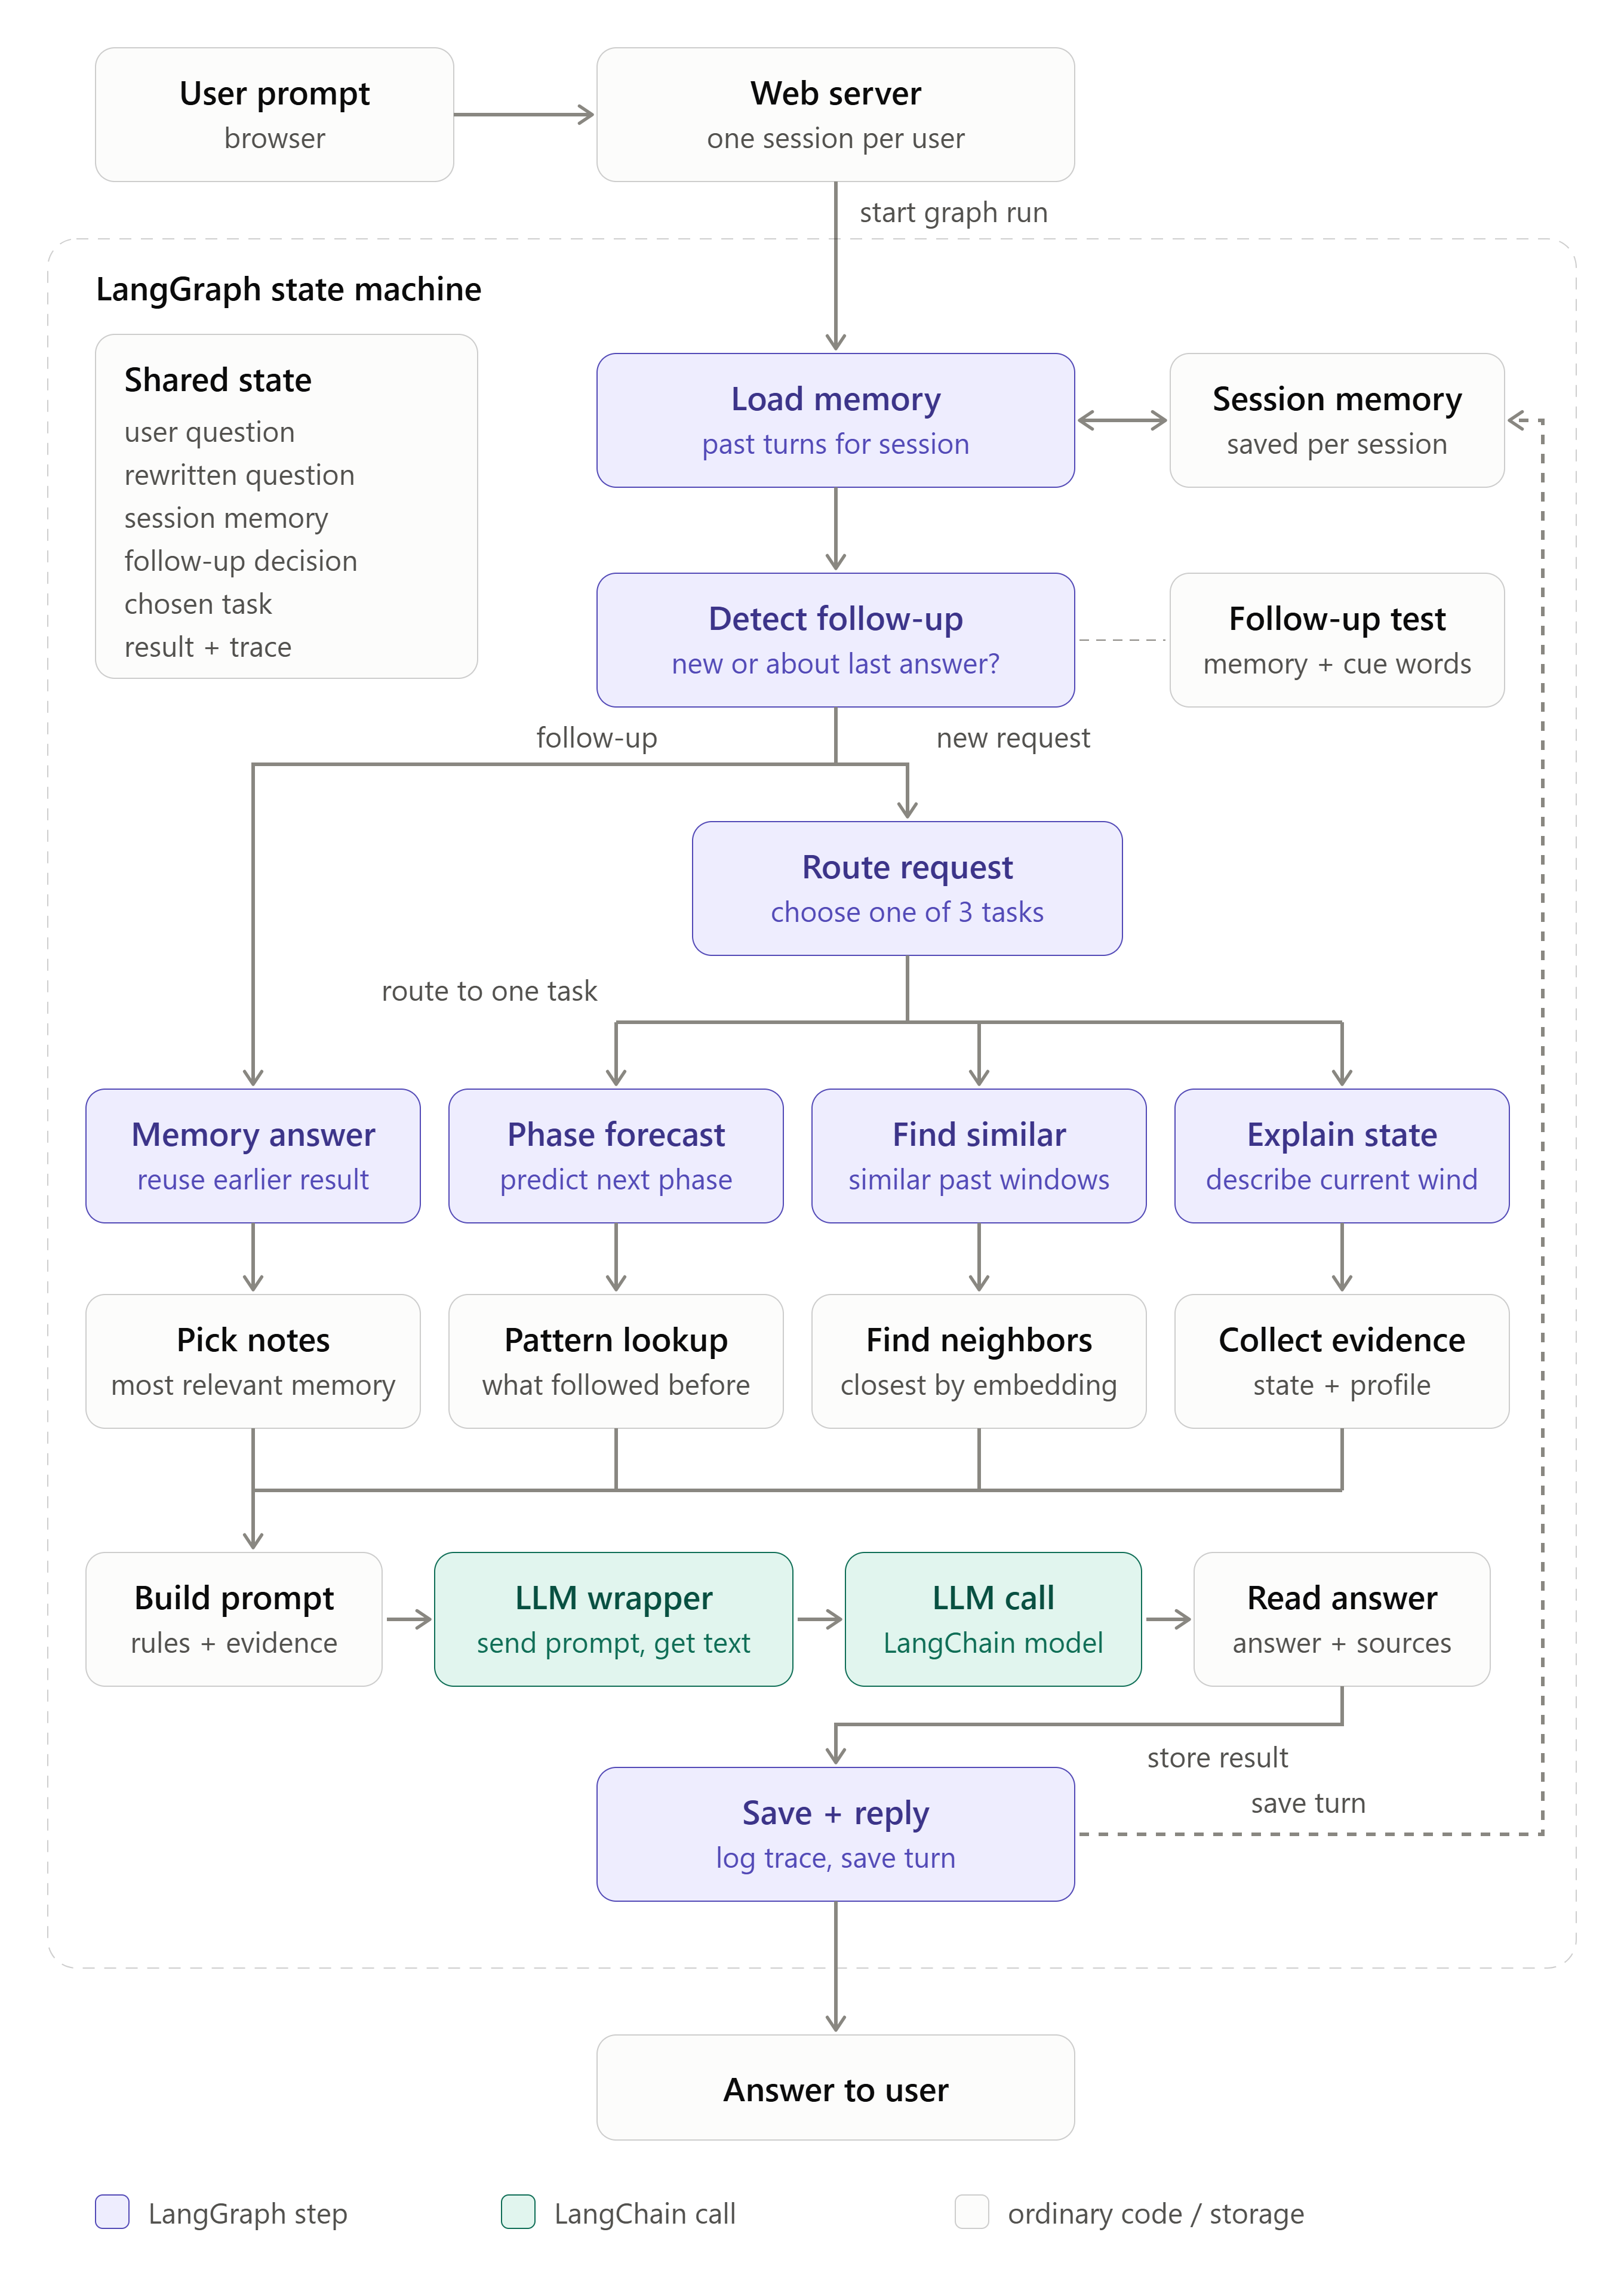 User prompt
browser
Web server
one session per user
start graph run
LangGraph state machine
Shared state
user question
rewritten question
session memory
follow-up decision
chosen task
result + trace
Load memory
past turns for session
Session memory
saved per session
Detect follow-up
new or about last answer?
Follow-up test
memory + cue words
follow-up
new request
Route request
choose one of 3 tasks
route to one task
Memory answer
reuse earlier result
Phase forecast
predict next phase
Find similar
similar past windows
Explain state
describe current wind
Pick notes
most relevant memory
Pattern lookup
what followed before
Find neighbors
closest by embedding
Collect evidence
state + profile
Build prompt
rules + evidence
LLM wrapper
send prompt, get text
LLM call
LangChain model
Read answer
answer + sources
store result
save turn
Save + reply
log trace, save turn
Answer to user
LangGraph step
LangChain call
ordinary code / storage